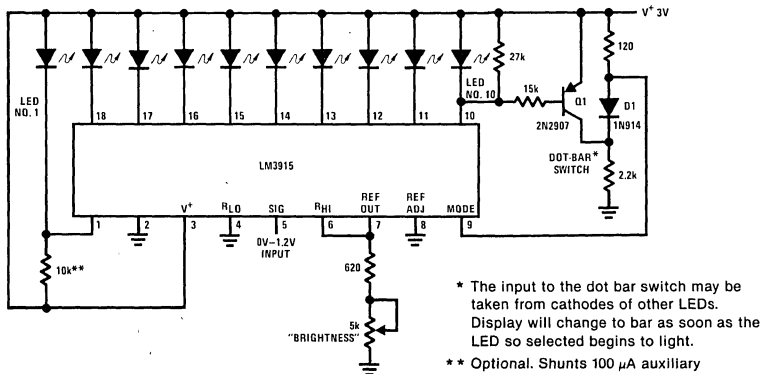 V⁺ 3V
27k
120
LED
NO. 1
LED
NO. 10
15k
Q1
2N2907
D1
1N914
DOT-BAR*
SWITCH
2.2k
18 17 16 15 14 13 12 11 10
LM3915
V⁺ RLO SIG RHI REF OUT REF ADJ MODE
1 2 3 4 5 6 7 8 9
0V–1.2V
INPUT
10k**
620
5k
"BRIGHTNESS"
* The input to the dot bar switch may be
taken from cathodes of other LEDs.
Display will change to bar as soon as the
LED so selected begins to light.
** Optional. Shunts 100 μA auxiliary